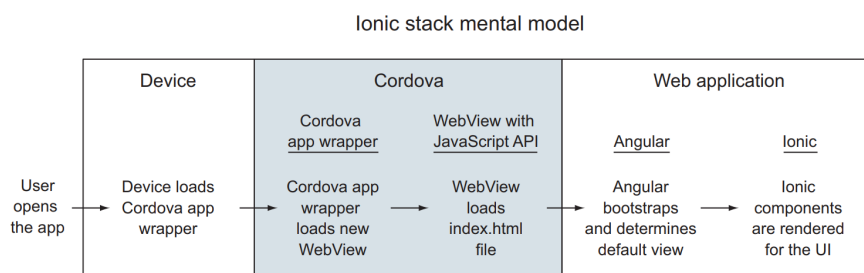 Ionic stack mental model
Device
Cordova
Web application
Cordova
app wrapper
WebView with
JavaScript API
Angular
Ionic
User
opens
the app
Device loads
Cordova app
wrapper
Cordova app
wrapper
loads new
WebView
WebView
loads
index.html
file
Angular
bootstraps
and determines
default view
Ionic
components
are rendered
for the UI